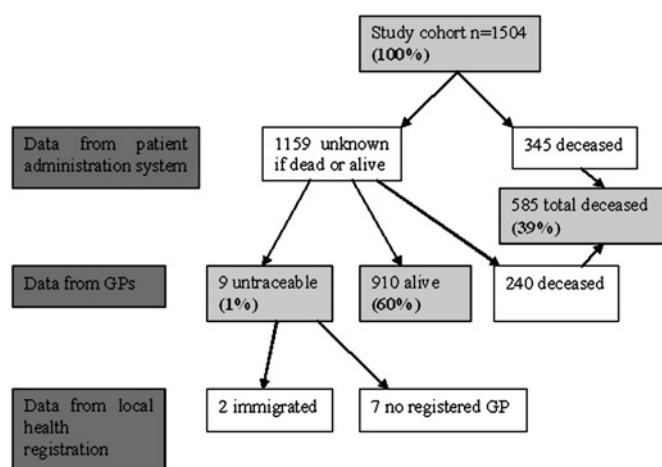 Study cohort n=1504
(100%)
Data from patient
administration system
1159 unknown
if dead or alive
345 deceased
585 total deceased
(39%)
Data from GPs
9 untraceable
(1%)
910 alive
(60%)
240 deceased
Data from local
health
registration
2 immigrated
7 no registered GP